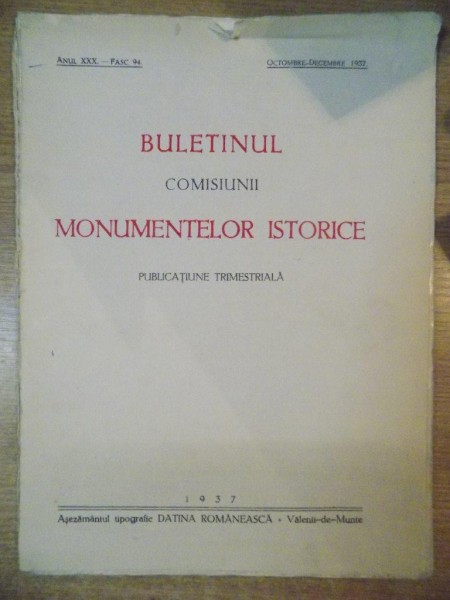 Anul XXX. — Fasc. 94. Octombre-Decembre 1937
BULETINUL
COMISIUNII
MONUMENTELOR ISTORICE
PUBLICAȚIUNE TRIMESTRIALĂ
1937
Așezământul tipografic DATINA ROMÂNEASCĂ • Vălenii-de-Munte